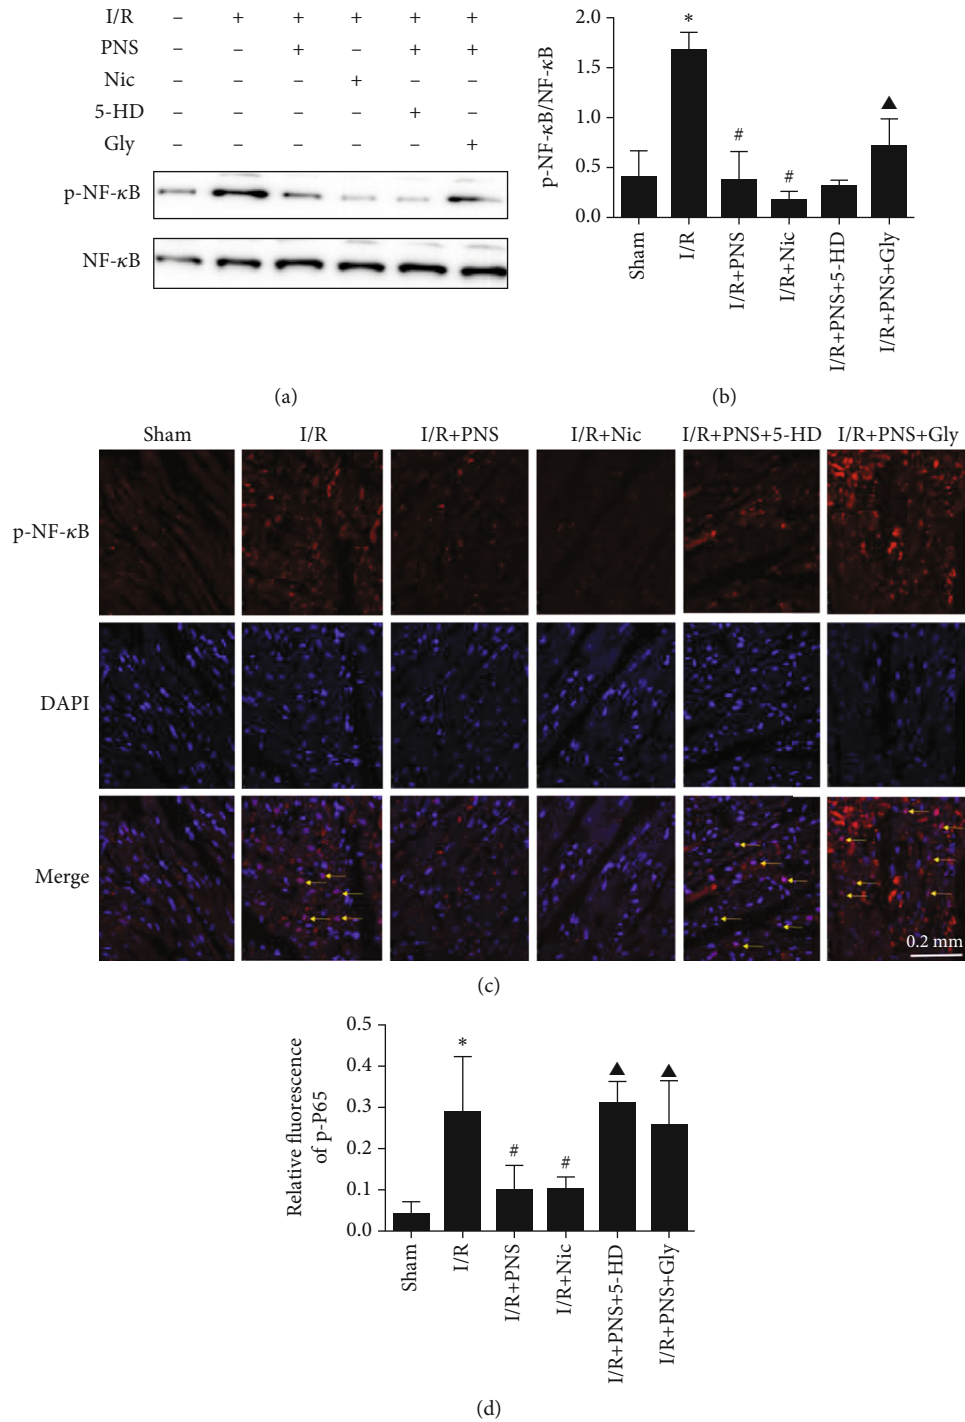 I/R – + + + + +
PNS – – + – + +
Nic – – – + – –
5-HD – – – – + –
Gly – – – – – +
p-NF-κB
NF-κB
(a)
p-NF-κB/NF-κB
2.0
1.5
1.0
0.5
0.0
*
#
#
▲
Sham
I/R
I/R+PNS
I/R+Nic
I/R+PNS+5-HD
I/R+PNS+Gly
(b)
Sham I/R I/R+PNS I/R+Nic I/R+PNS+5-HD I/R+PNS+Gly
p-NF-κB
DAPI
Merge
0.2 mm
(c)
Relative fluorescence
of p-P65
0.5
0.4
0.3
0.2
0.1
0.0
*
#
#
▲
▲
Sham
I/R
I/R+PNS
I/R+Nic
I/R+PNS+5-HD
I/R+PNS+Gly
(d)